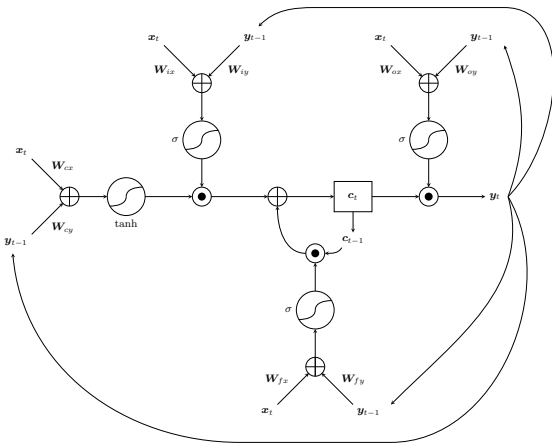 x_t y_{t-1} x_t y_{t-1}
W_{ix} W_{iy} W_{ox} W_{oy}
σ σ
x_t
W_{cx}
c_t y_t
W_{cy} tanh
y_{t-1} c_{t-1}
σ
W_{fx} W_{fy}
x_t y_{t-1}